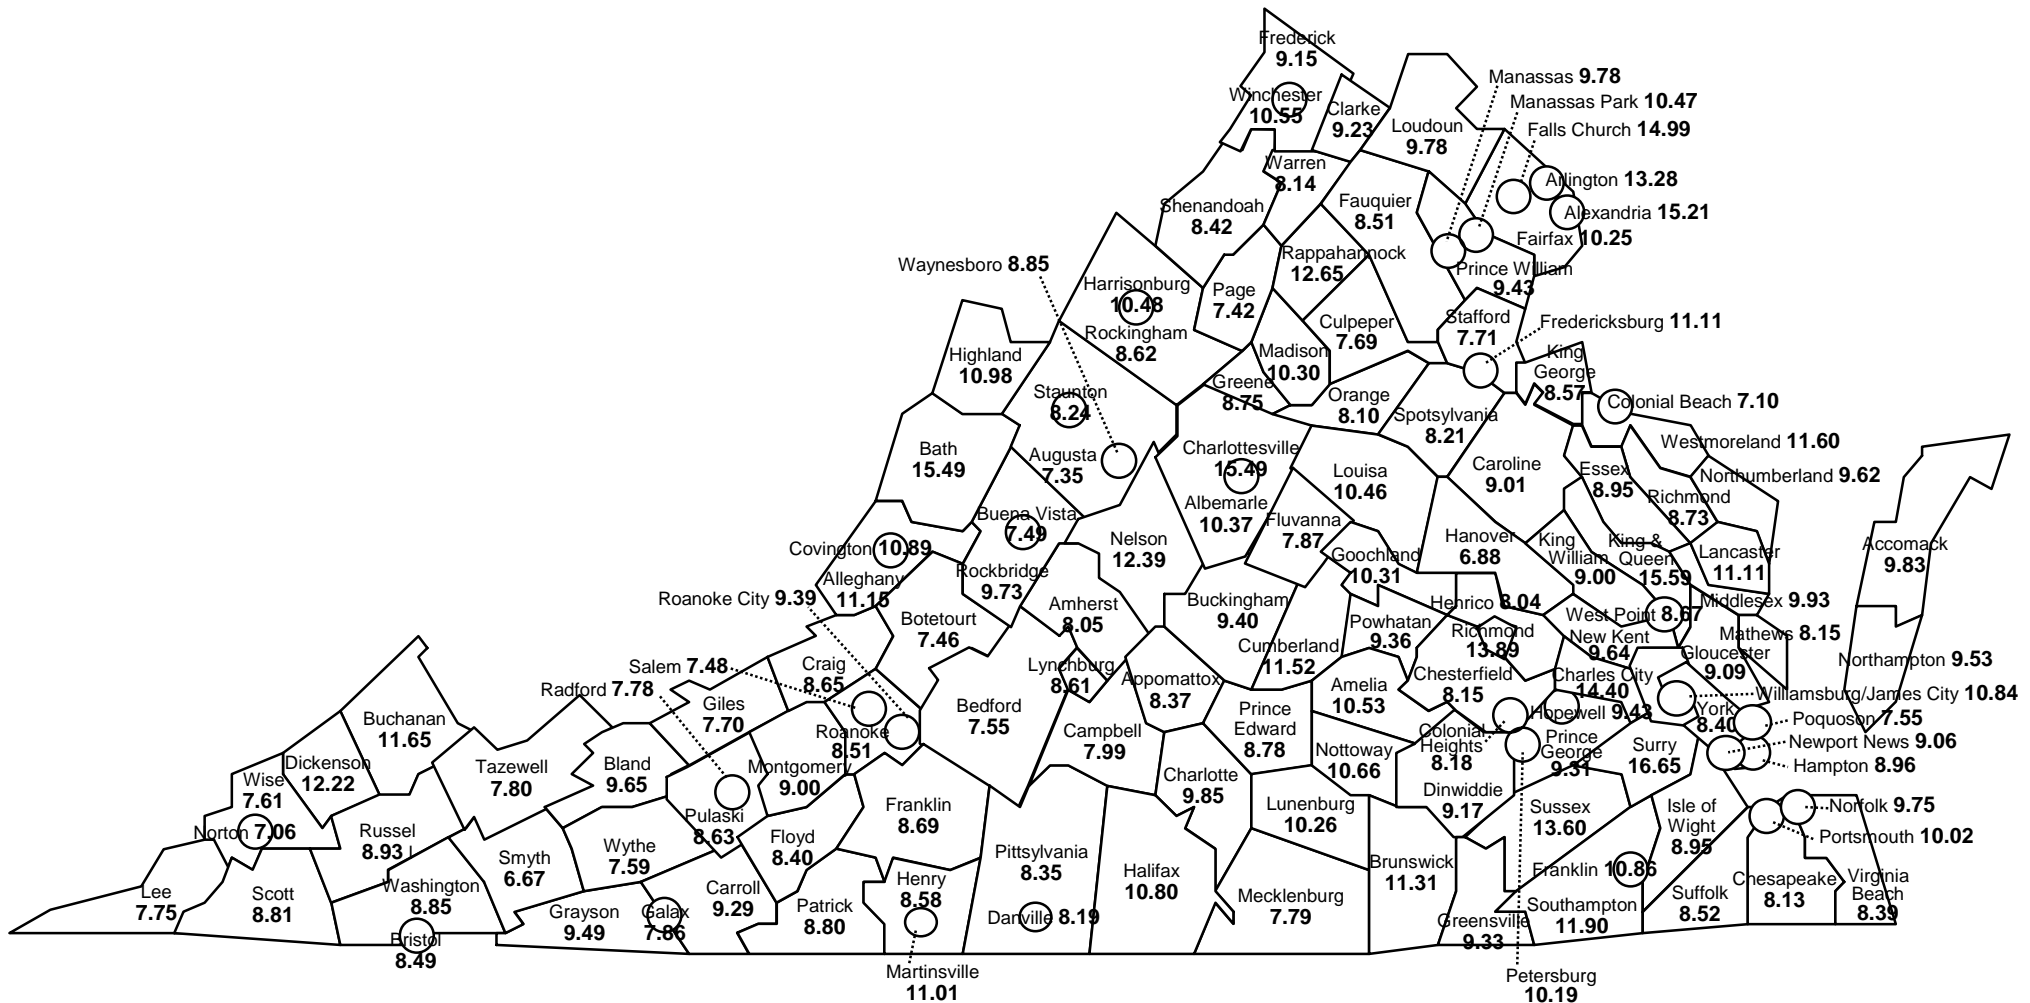 Frederick
9.15
Winchester
10.55
Clarke
9.23
Loudoun
9.78
Manassas 9.78
Manassas Park 10.47
Falls Church 14.99
Arlington 13.28
Alexandria 15.21
Fairfax 10.25
Prince William
9.43
Warren
8.14
Shenandoah
8.42
Fauquier
8.51
Rappahannock
12.65
Page
7.42
Waynesboro 8.85
Harrisonburg
10.48
Rockingham
8.62
Culpeper
7.69
Stafford
7.71
Fredericksburg 11.11
King
George
8.57
Colonial Beach 7.10
Westmoreland 11.60
Northumberland 9.62
Highland
10.98
Madison
10.30
Greene
8.75
Orange
8.10
Spotsylvania
8.21
Staunton
8.24
Augusta
7.35
Bath
15.49
Charlottesville
15.49
Albemarle
10.37
Louisa
10.46
Caroline
9.01
Essex
8.95
Richmond
8.73
Lancaster
11.11
Accomack
9.83
Northampton 9.53
Buena Vista
7.49
Rockbridge
9.73
Nelson
12.39
Fluvanna
7.87
Goochland
10.31
Hanover
6.88
King
William
9.00
King &
Queen
15.59
Covington 10.89
Alleghany
11.15
Roanoke City 9.39
Botetourt
7.46
Amherst
8.05
Buckingham
9.40
Cumberland
11.52
Powhatan
9.36
Henrico 8.04
Richmond
13.89
West Point 8.67
New Kent
9.64
Middlesex 9.93
Mathews 8.15
Gloucester
9.09
Salem 7.48
Radford 7.78
Craig
8.65
Giles
7.70
Roanoke
8.51
Bedford
7.55
Lynchburg
8.61
Appomattox
8.37
Campbell
7.99
Prince
Edward
8.78
Amelia
10.53
Chesterfield
8.15
Charles City
14.40
Hopewell 9.43
Colonial
Heights
8.18
Prince
George
9.31
Williamsburg/James City 10.84
York
8.40
Poquoson 7.55
Newport News 9.06
Hampton 8.96
Norfolk 9.75
Portsmouth 10.02
Buchanan
11.65
Dickenson
12.22
Wise
7.61
Norton 7.06
Tazewell
7.80
Bland
9.65
Montgomery
9.00
Pulaski
8.63
Floyd
8.40
Franklin
8.69
Charlotte
9.85
Nottoway
10.66
Lunenburg
10.26
Dinwiddie
9.17
Surry
16.65
Sussex
13.60
Isle of
Wight
8.95
Lee
7.75
Scott
8.81
Russel
8.93
Washington
8.85
Bristol
8.49
Smyth
6.67
Wythe
7.59
Grayson
9.49
Galax
7.86
Carroll
9.29
Patrick
8.80
Henry
8.58
Martinsville
11.01
Pittsylvania
8.35
Danville 8.19
Halifax
10.80
Mecklenburg
7.79
Brunswick
11.31
Greensville
9.33
Franklin 10.86
Southampton
11.90
Suffolk
8.52
Chesapeake
8.13
Virginia
Beach
8.39
Petersburg
10.19